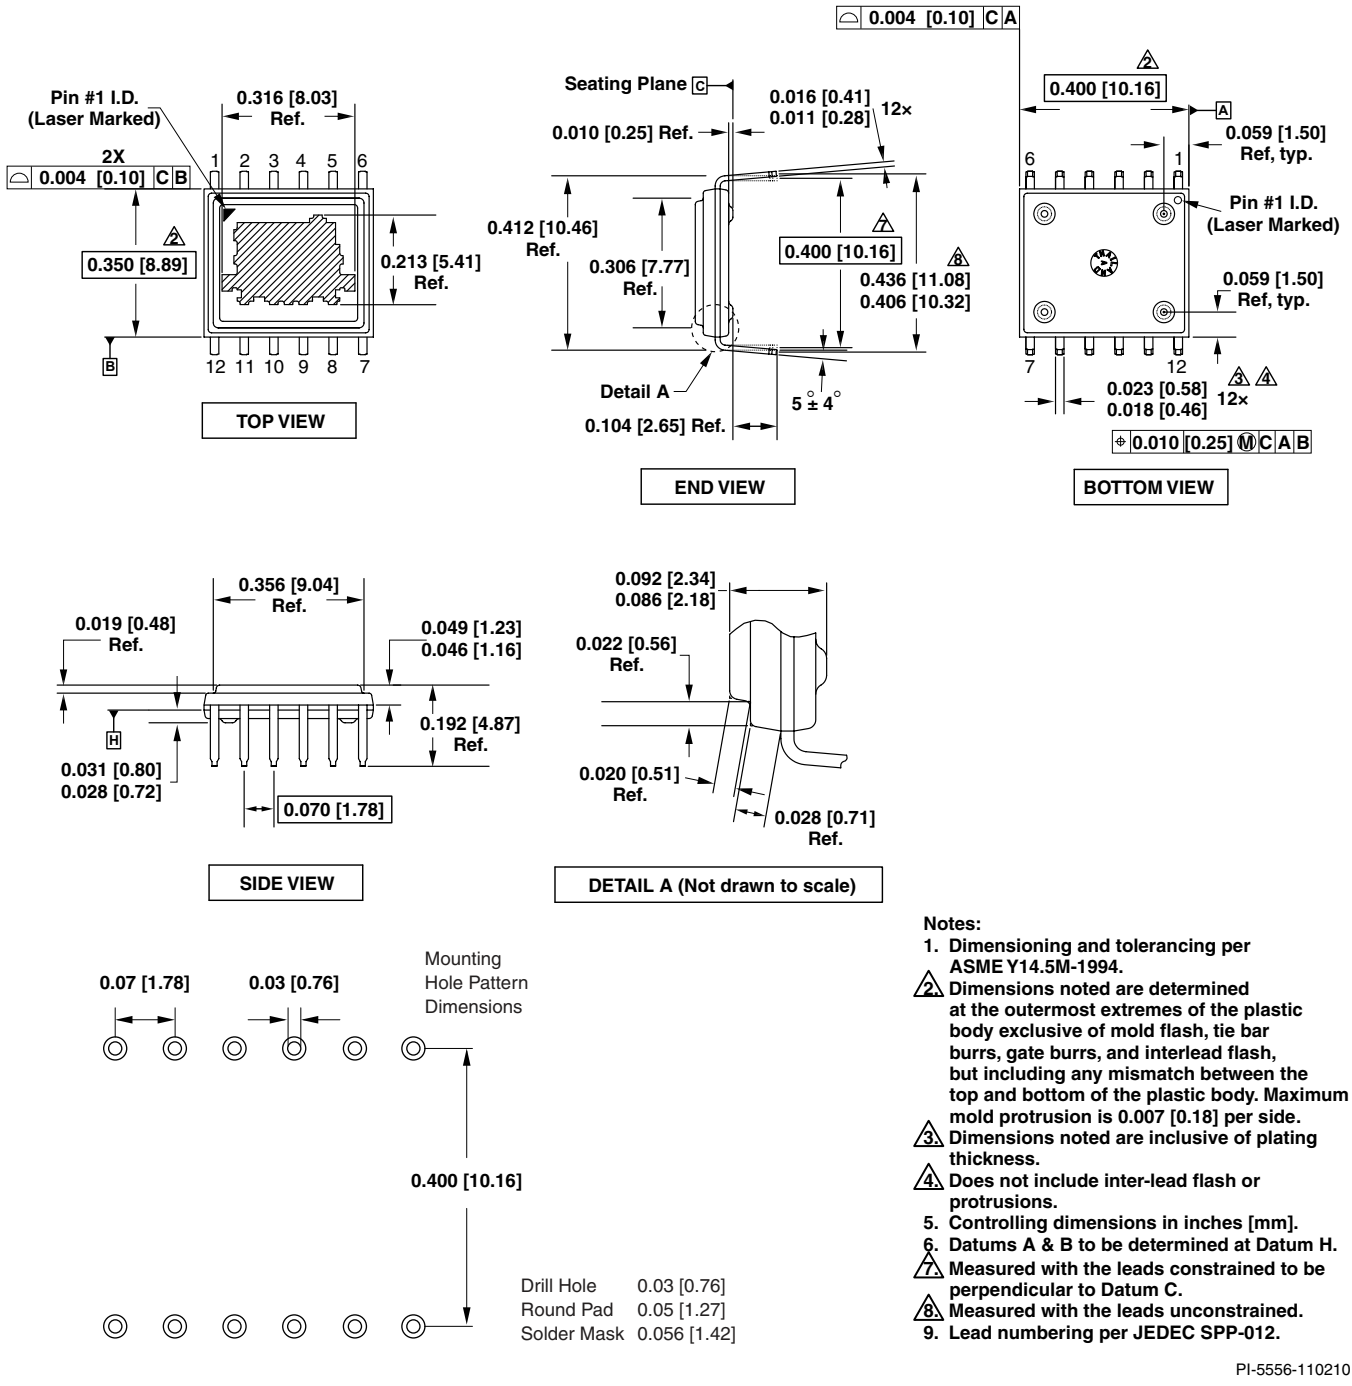 ⌓ 0.004 [0.10] C A
Pin #1 I.D.
(Laser Marked)
0.316 [8.03]
Ref.
2X
⌓ 0.004 [0.10] C B
1 2 3 4 5 6
2
0.350 [8.89]
0.213 [5.41]
Ref.
B
12 11 10 9 8 7
TOP VIEW
Seating Plane C
0.016 [0.41]
0.011 [0.28]
12×
0.010 [0.25] Ref.
0.412 [10.46]
Ref.
0.306 [7.77]
Ref.
7
0.400 [10.16]
8
0.436 [11.08]
0.406 [10.32]
Detail A
5° ± 4°
0.104 [2.65] Ref.
END VIEW
2
0.400 [10.16]
A
0.059 [1.50]
Ref, typ.
6 1
Pin #1 I.D.
(Laser Marked)
0.059 [1.50]
Ref, typ.
7 12
0.023 [0.58]
0.018 [0.46]
12×
3 4
⌖ 0.010 [0.25] Ⓜ C A B
BOTTOM VIEW
0.356 [9.04]
Ref.
0.019 [0.48]
Ref.
0.049 [1.23]
0.046 [1.16]
H
0.192 [4.87]
Ref.
0.031 [0.80]
0.028 [0.72]
0.070 [1.78]
SIDE VIEW
0.092 [2.34]
0.086 [2.18]
0.022 [0.56]
Ref.
0.020 [0.51]
Ref.
0.028 [0.71]
Ref.
DETAIL A (Not drawn to scale)
0.07 [1.78]
0.03 [0.76]
Mounting
Hole Pattern
Dimensions
0.400 [10.16]
Drill Hole 0.03 [0.76]
Round Pad 0.05 [1.27]
Solder Mask 0.056 [1.42]
Notes:
1. Dimensioning and tolerancing per
ASME Y14.5M-1994.
2. Dimensions noted are determined
at the outermost extremes of the plastic
body exclusive of mold flash, tie bar
burrs, gate burrs, and interlead flash,
but including any mismatch between the
top and bottom of the plastic body. Maximum
mold protrusion is 0.007 [0.18] per side.
3. Dimensions noted are inclusive of plating
thickness.
4. Does not include inter-lead flash or
protrusions.
5. Controlling dimensions in inches [mm].
6. Datums A & B to be determined at Datum H.
7. Measured with the leads constrained to be
perpendicular to Datum C.
8. Measured with the leads unconstrained.
9. Lead numbering per JEDEC SPP-012.
PI-5556-110210